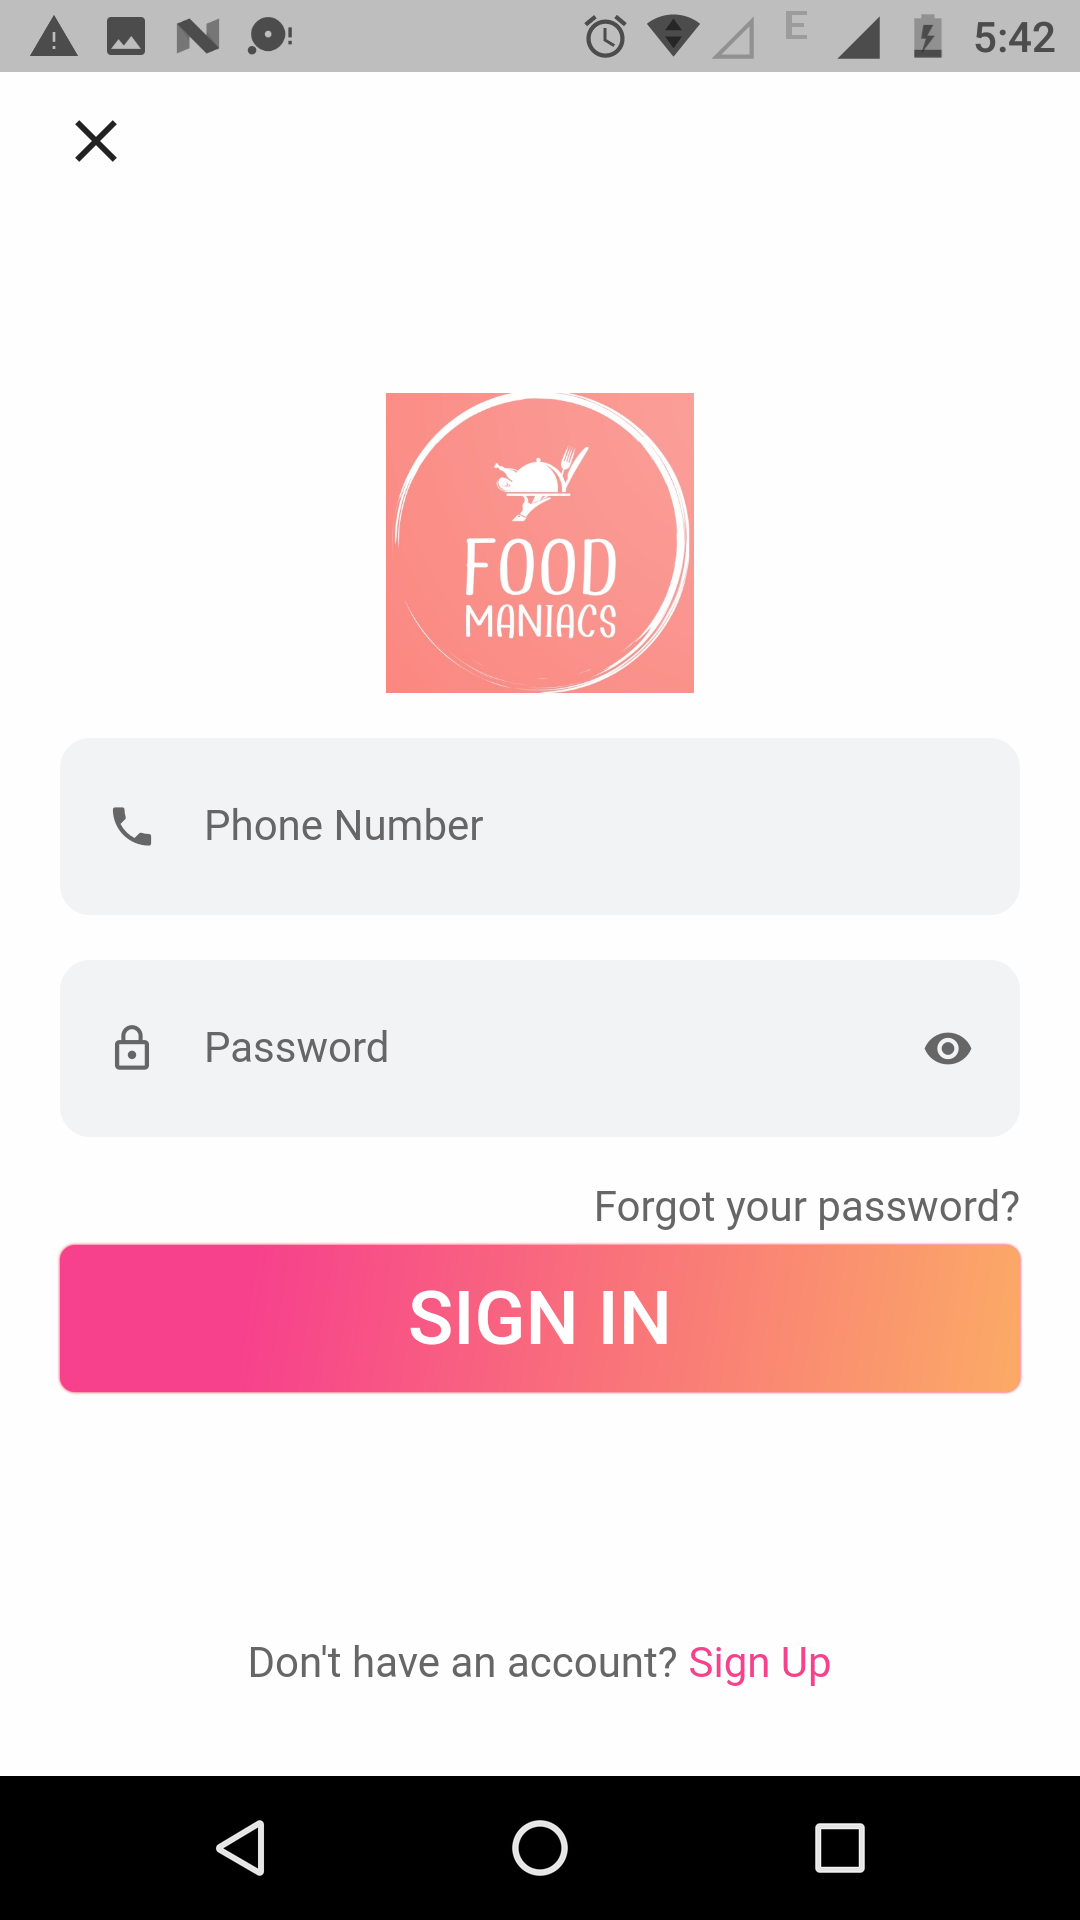 E 5:42
FOOD
MANIACS
Phone Number
Password
Forgot your password?
SIGN IN
Don't have an account? Sign Up